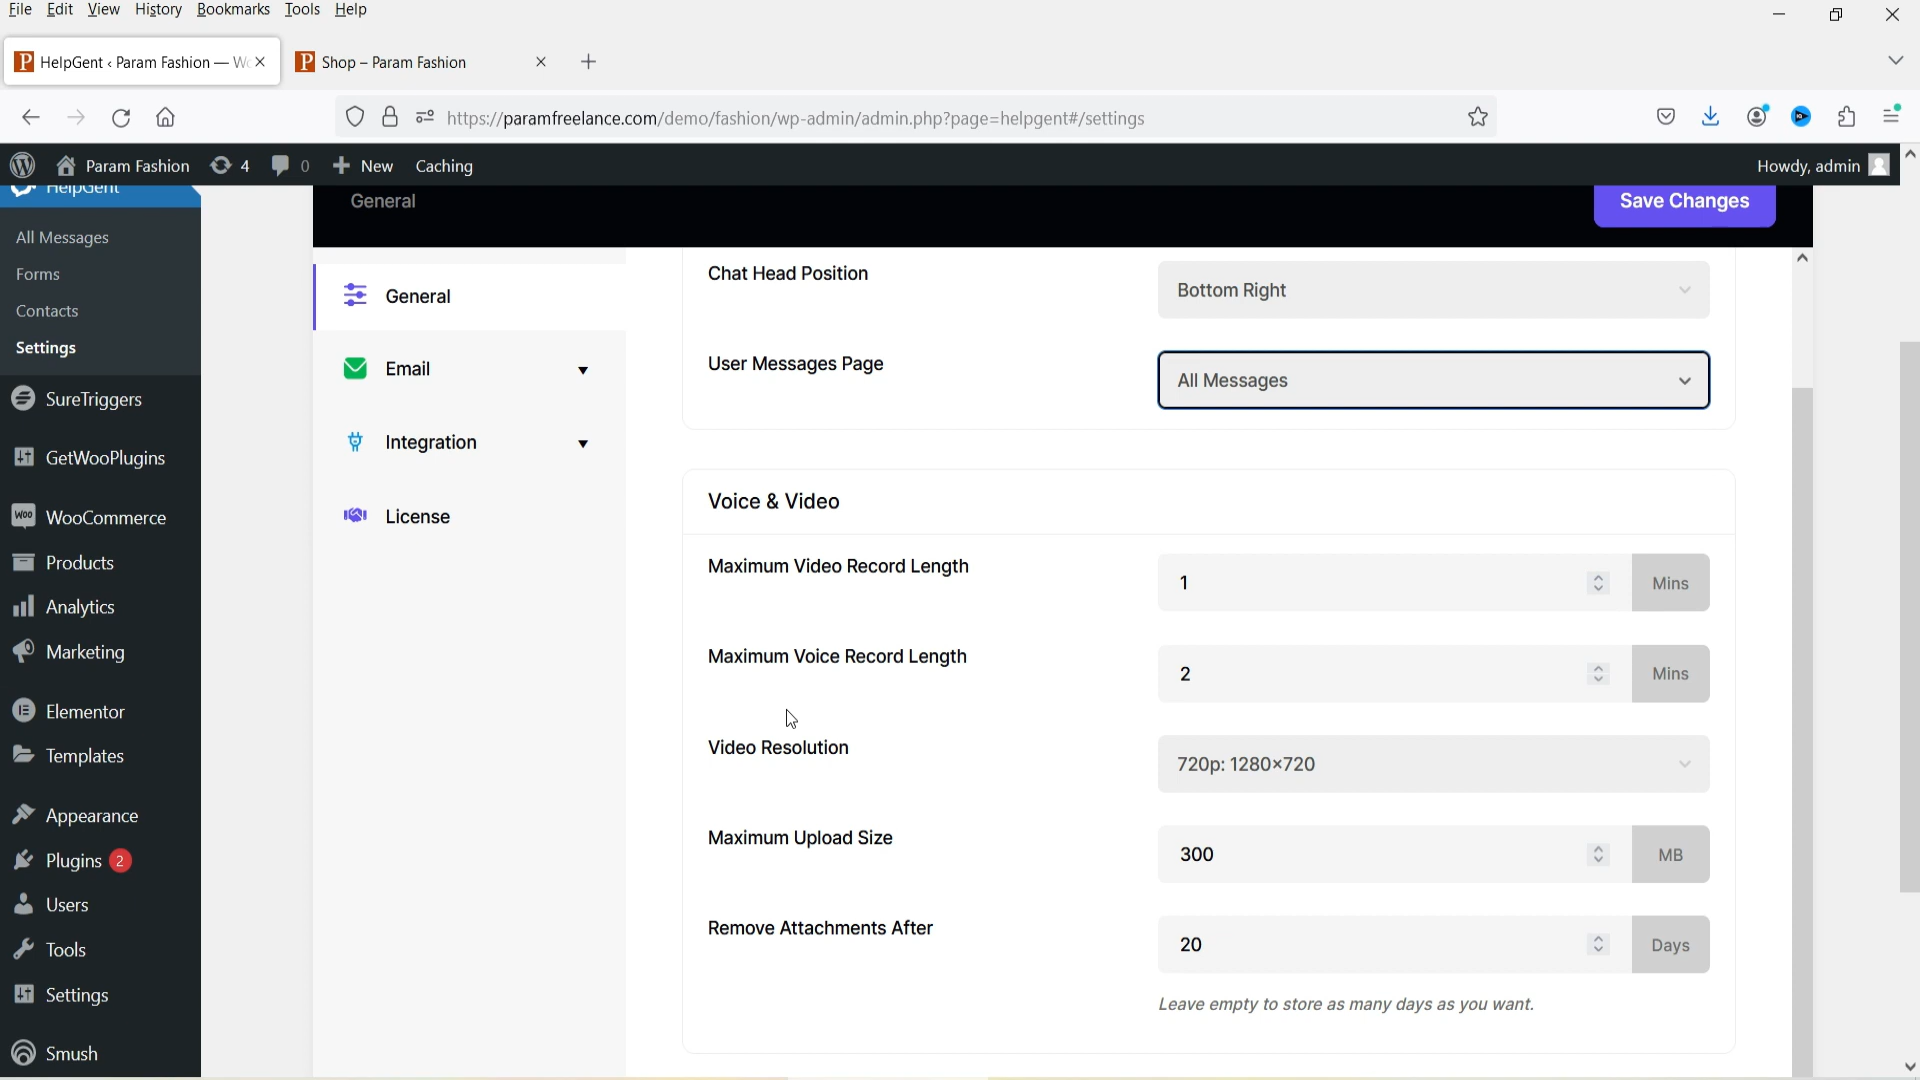 File Edit View History Bookmarks Tools Help
HelpGent ‹ Param Fashion — Wo
Shop – Param Fashion
https://paramfreelance.com/demo/fashion/wp-admin/admin.php?page=helpgent#/settings
Param Fashion 4 0 New Caching Howdy, admin
HelpGent
All Messages
Forms
Contacts
Settings
SureTriggers
GetWooPlugins
Woo WooCommerce
Products
Analytics
Marketing
Elementor
Templates
Appearance
Plugins 2
Users
Tools
Settings
Smush
General
Save Changes
General
Email
Integration
License
Chat Head Position
Bottom Right
User Messages Page
All Messages
Voice & Video
Maximum Video Record Length
1 Mins
Maximum Voice Record Length
2 Mins
Video Resolution
720p: 1280×720
Maximum Upload Size
300 MB
Remove Attachments After
20 Days
Leave empty to store as many days as you want.